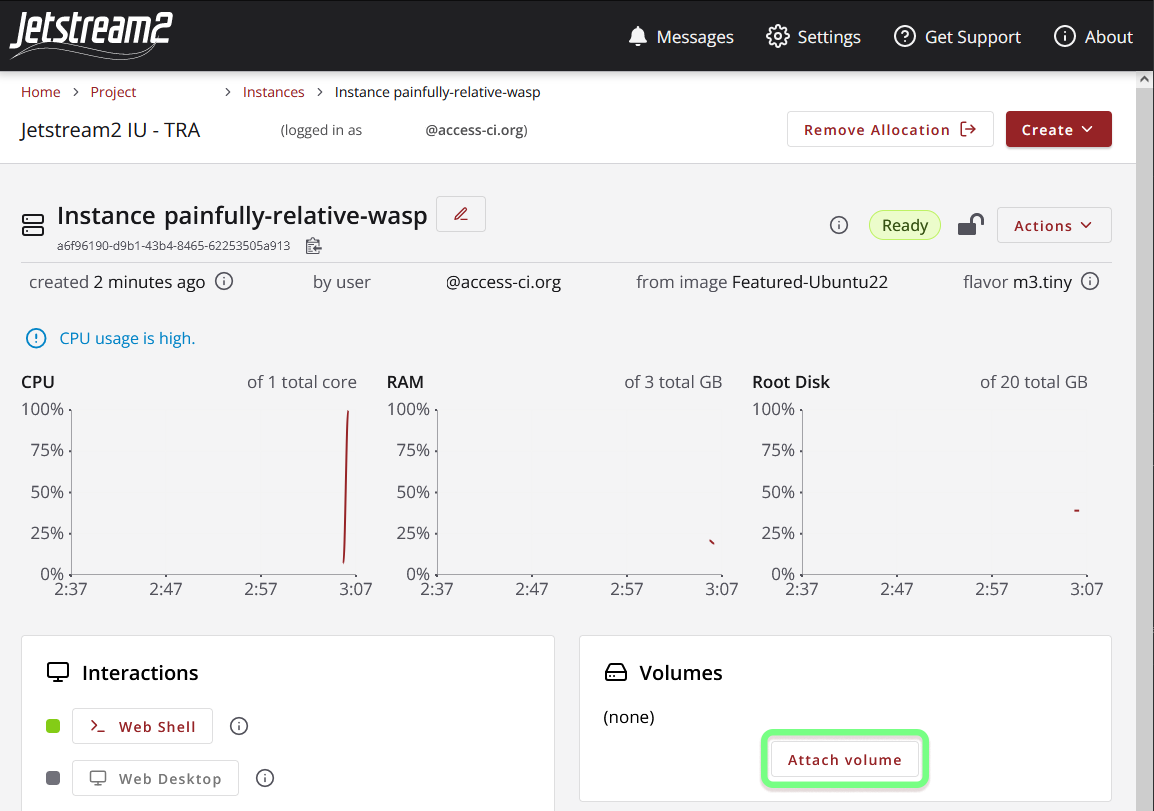 Jetstream2
Messages Settings Get Support About
Home > Project > Instances > Instance painfully-relative-wasp
Jetstream2 IU - TRA (logged in as @access-ci.org) Remove Allocation Create
Instance painfully-relative-wasp
Ready Actions
a6f96190-d9b1-43b4-8465-62253505a913
created 2 minutes ago by user @access-ci.org from image Featured-Ubuntu22 flavor m3.tiny
CPU usage is high.
CPU of 1 total core RAM of 3 total GB Root Disk of 20 total GB
100% 100% 100%
75% 75% 75%
50% 50% 50%
25% 25% 25%
0% 0% 0%
2:37 2:47 2:57 3:07 2:37 2:47 2:57 3:07 2:37 2:47 2:57 3:07
Interactions
>_ Web Shell
Web Desktop
Volumes
(none)
Attach volume